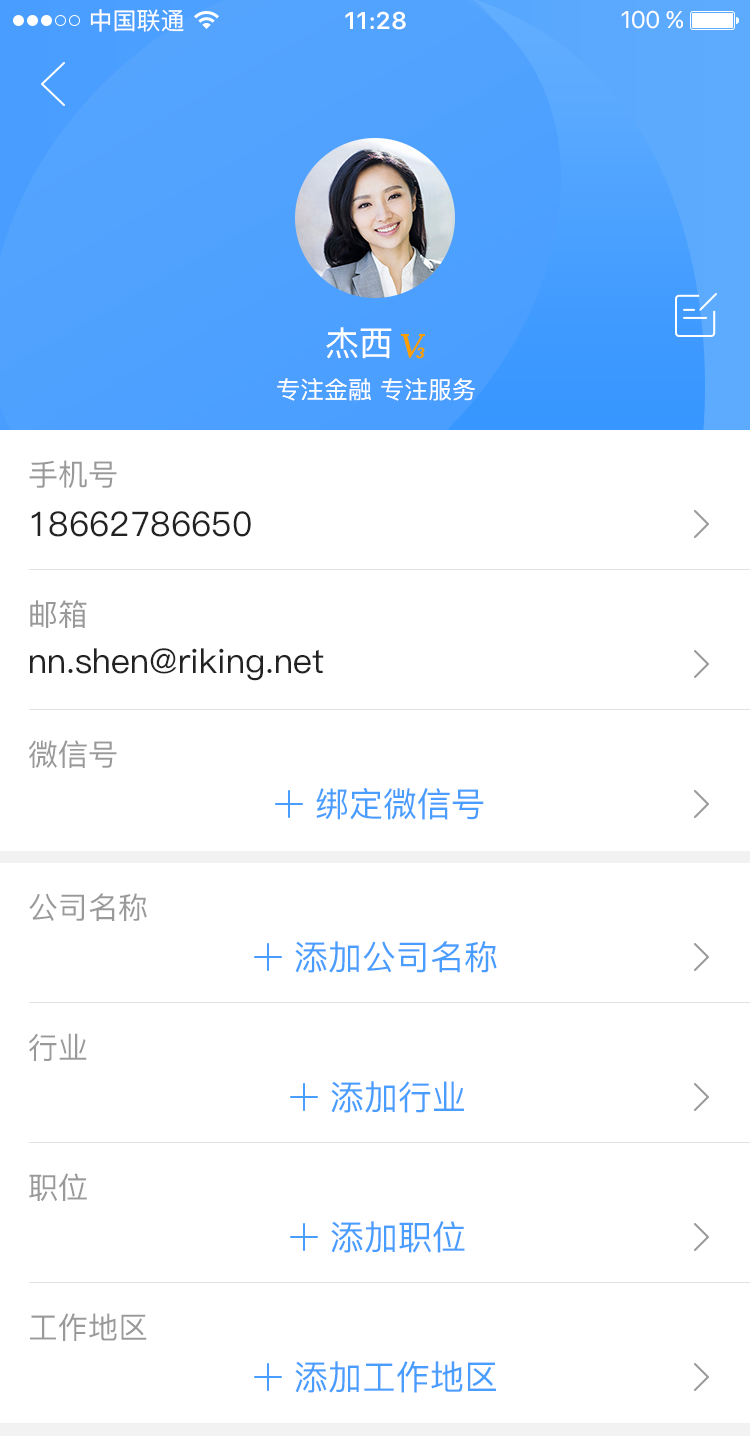 中国联通 11:28 100 %
杰西 V3
专注金融 专注服务
手机号
18662786650
邮箱
nn.shen@riking.net
微信号
绑定微信号
公司名称
添加公司名称
行业
添加行业
职位
添加职位
工作地区
添加工作地区